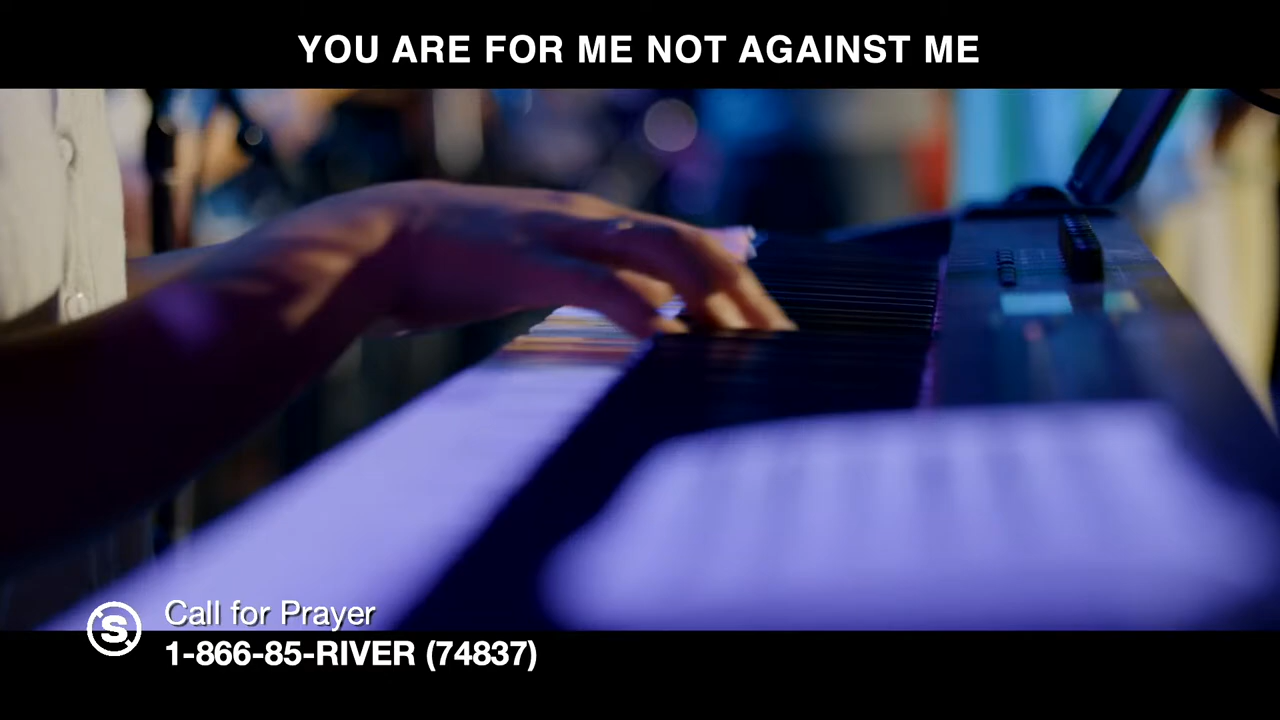 YOU ARE FOR ME NOT AGAINST ME
S
Call for Prayer
1-866-85-RIVER (74837)